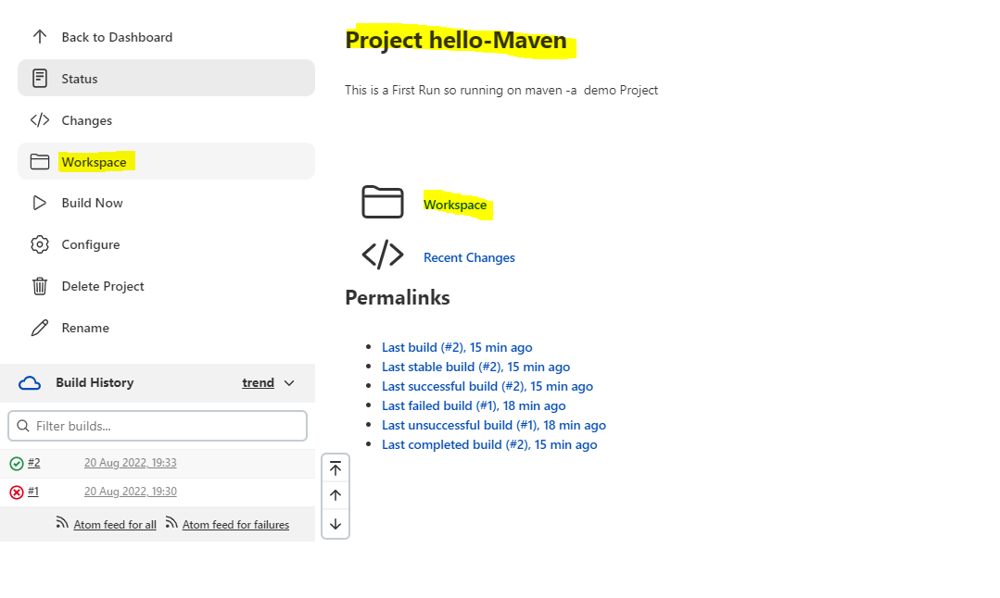 Back to Dashboard
Status
Changes
Workspace
Build Now
Configure
Delete Project
Rename
Build History trend
Filter builds...
#2 20 Aug 2022, 19:33
#1 20 Aug 2022, 19:30
Atom feed for all Atom feed for failures
Project hello-Maven
This is a First Run so running on maven -a demo Project
Workspace
Recent Changes
Permalinks
Last build (#2), 15 min ago
Last stable build (#2), 15 min ago
Last successful build (#2), 15 min ago
Last failed build (#1), 18 min ago
Last unsuccessful build (#1), 18 min ago
Last completed build (#2), 15 min ago